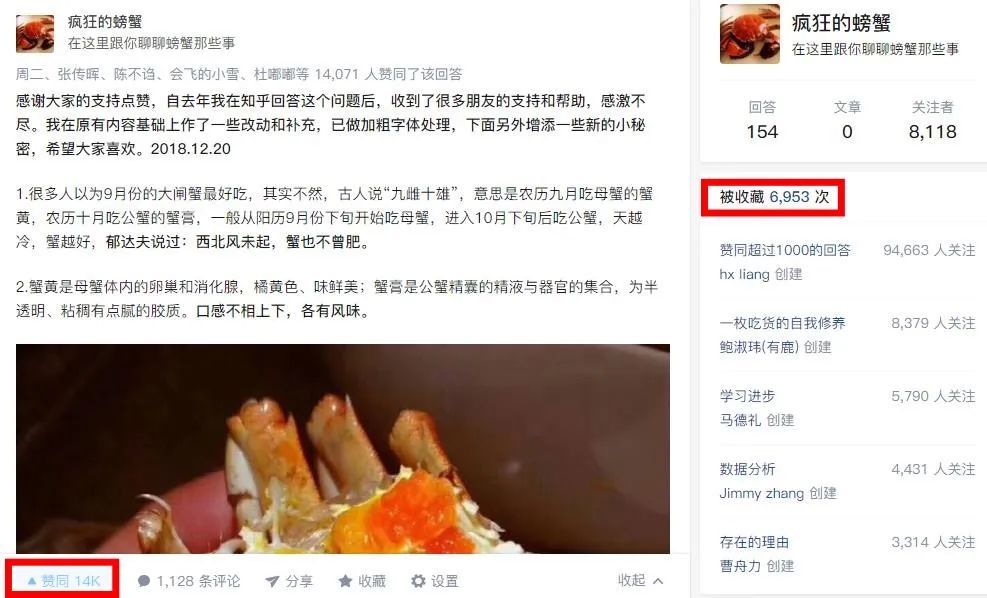 疯狂的螃蟹
在这里跟你聊聊螃蟹那些事
周二、张传晖、陈不诌、会飞的小雪、杜嘟嘟等 14,071 人赞同了该回答
感谢大家的支持点赞，自去年我在知乎回答这个问题后，收到了很多朋友的支持和帮助，感激不
尽。我在原有内容基础上作了一些改动和补充，已做加粗字体处理，下面另外增添一些新的小秘
密，希望大家喜欢。2018.12.20
1.很多人以为9月份的大闸蟹最好吃，其实不然，古人说“九雌十雄”，意思是农历九月吃母蟹的蟹
黄，农历十月吃公蟹的蟹膏，一般从阳历9月份下旬开始吃母蟹，进入10月下旬后吃公蟹，天越
冷，蟹越好，郁达夫说过：西北风未起，蟹也不曾肥。
2.蟹黄是母蟹体内的卵巢和消化腺，橘黄色、味鲜美；蟹膏是公蟹精囊的精液与器官的集合，为半
透明、粘稠有点腻的胶质。口感不相上下，各有风味。
赞同 14K
1,128 条评论
分享
收藏
设置
收起
疯狂的螃蟹
在这里跟你聊聊螃蟹那些事
回答 文章 关注者
154 0 8,118
被收藏 6,953 次
赞同超过1000的回答 94,663 人关注
hx liang 创建
一枚吃货的自我修养 8,379 人关注
鲍淑玮(有鹿) 创建
学习进步 5,790 人关注
马德礼 创建
数据分析 4,431 人关注
Jimmy zhang 创建
存在的理由 3,314 人关注
曹舟力 创建